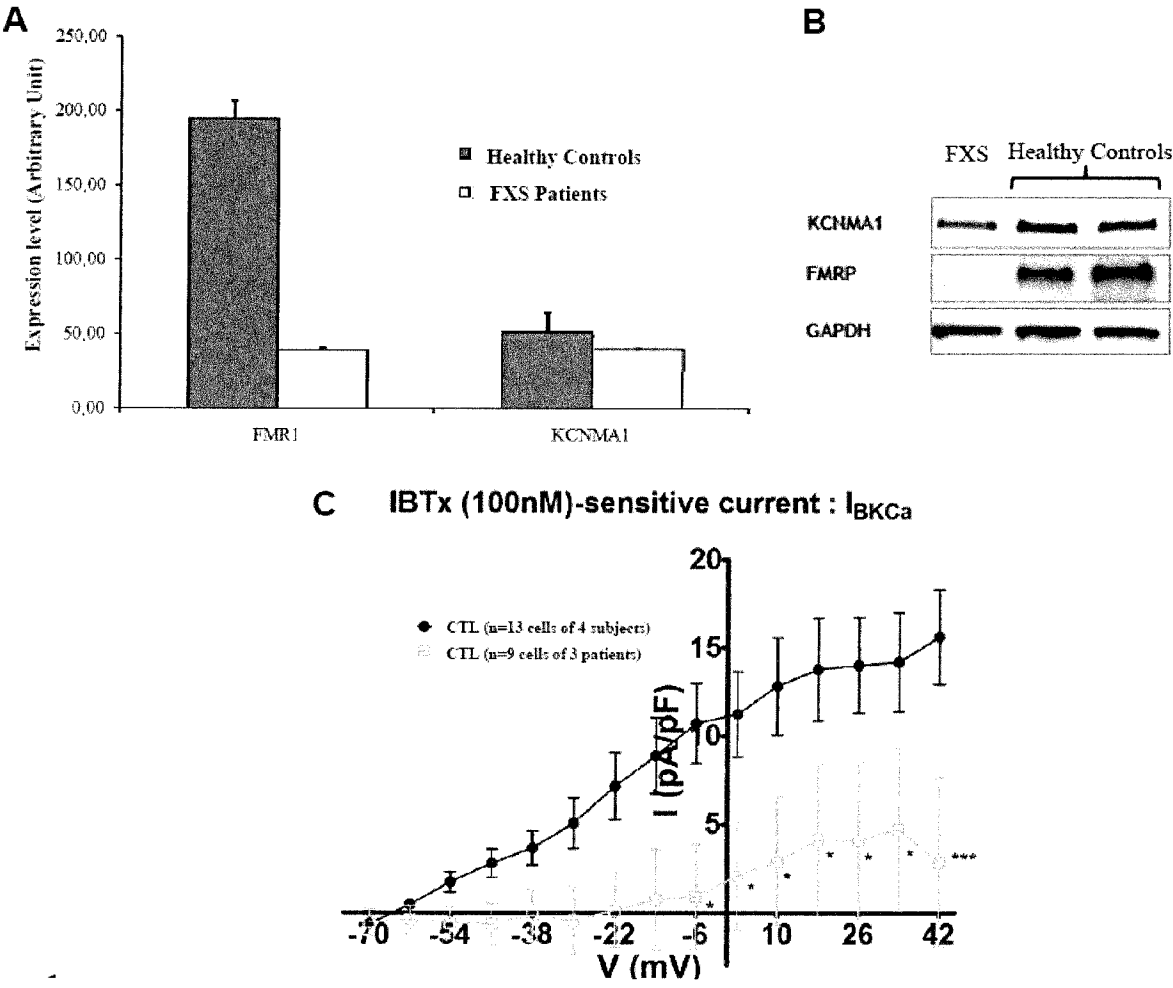 A
Expression level (Arbitrary Unit)
250,00
200,00
150,00
100,00
50,00
0,00
Healthy Controls
FXS Patients
FMR1
KCNMA1
B
FXS
Healthy Controls
KCNMA1
FMRP
GAPDH
C
IBTx (100nM)-sensitive current : IBKCa
CTL (n=13 cells of 4 subjects)
CTL (n=9 cells of 3 patients)
I (pA/pF)
20
15
10
5
* * * * * * ***
-70 -54 -38 -22 -6 10 26 42
V (mV)